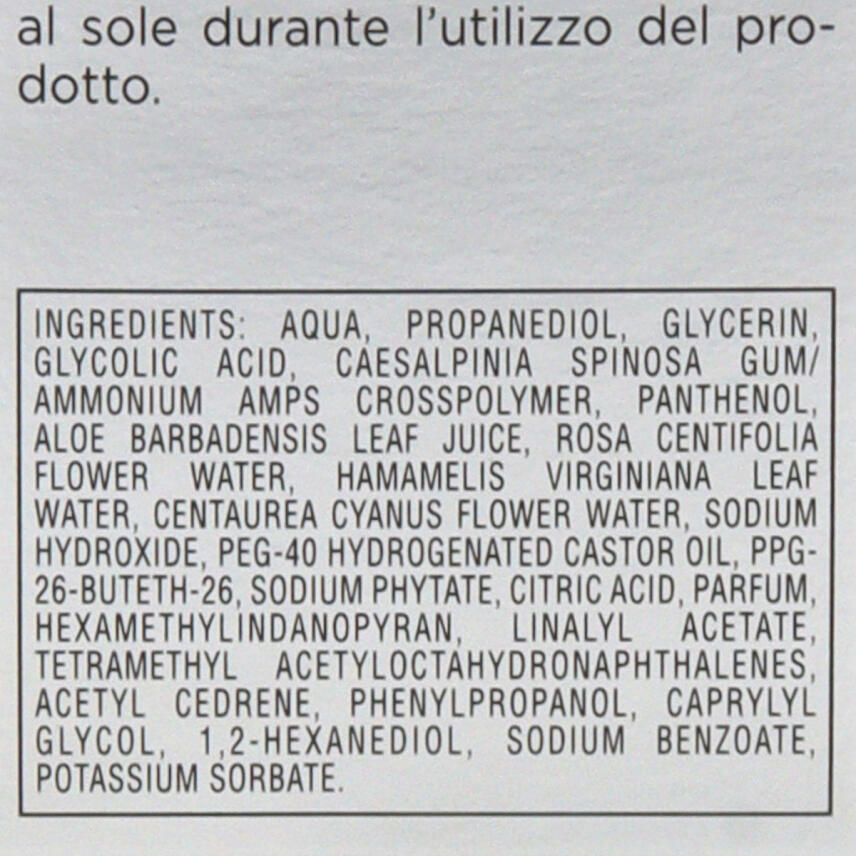 al sole durante l'utilizzo del pro-
dotto.
INGREDIENTS: AQUA, PROPANEDIOL, GLYCERIN,
GLYCOLIC ACID, CAESALPINIA SPINOSA GUM/
AMMONIUM AMPS CROSSPOLYMER, PANTHENOL,
ALOE BARBADENSIS LEAF JUICE, ROSA CENTIFOLIA
FLOWER WATER, HAMAMELIS VIRGINIANA LEAF
WATER, CENTAUREA CYANUS FLOWER WATER, SODIUM
HYDROXIDE, PEG-40 HYDROGENATED CASTOR OIL, PPG-
26-BUTETH-26, SODIUM PHYTATE, CITRIC ACID, PARFUM,
HEXAMETHYLINDANOPYRAN, LINALYL ACETATE,
TETRAMETHYL ACETYLOCTAHYDRONAPHTHALENES,
ACETYL CEDRENE, PHENYLPROPANOL, CAPRYLYL
GLYCOL, 1,2-HEXANEDIOL, SODIUM BENZOATE,
POTASSIUM SORBATE.